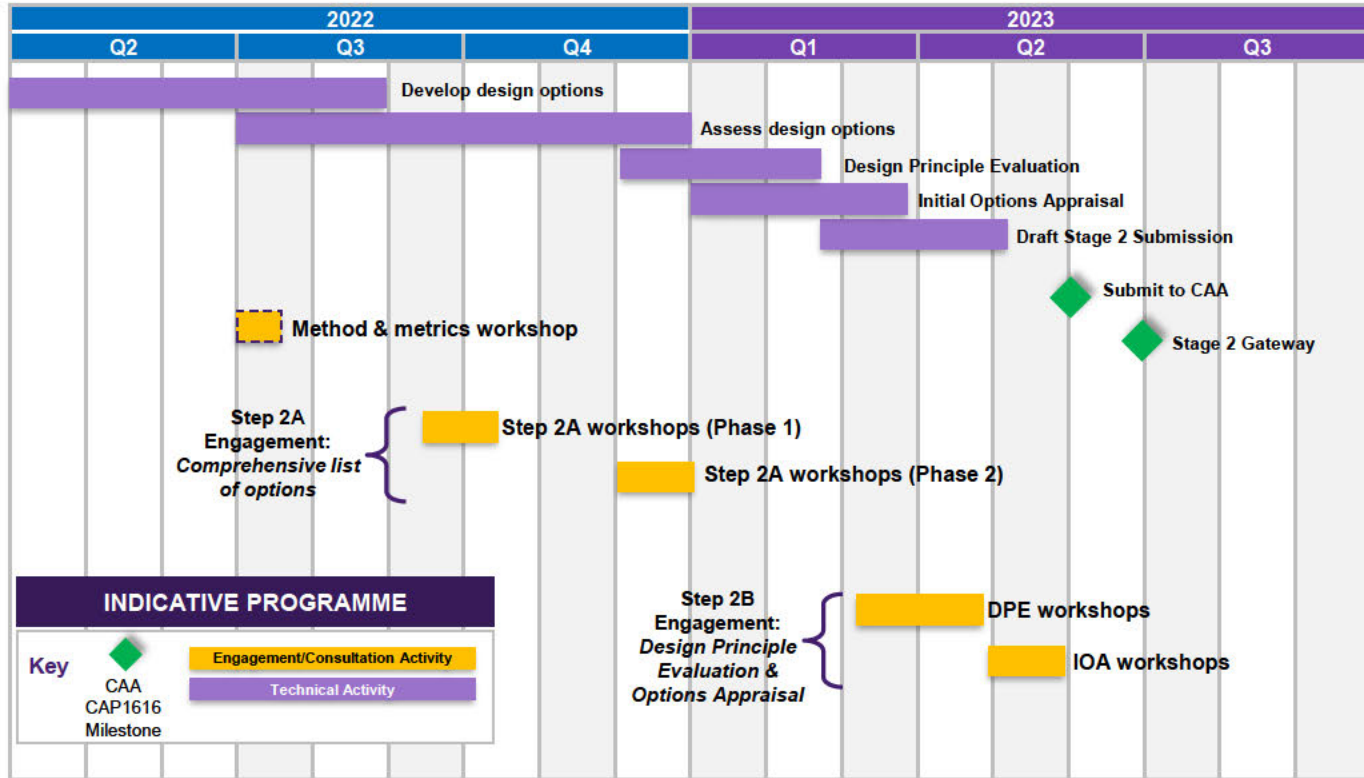 2022
2023
Q2
Q3
Q4
Q1
Q2
Q3
Develop design options
Assess design options
Design Principle Evaluation
Initial Options Appraisal
Draft Stage 2 Submission
Submit to CAA
Method & metrics workshop
Stage 2 Gateway
Step 2A
Engagement:
Comprehensive list
of options
Step 2A workshops (Phase 1)
Step 2A workshops (Phase 2)
Step 2B
Engagement:
Design Principle
Evaluation &
Options Appraisal
DPE workshops
IOA workshops
INDICATIVE PROGRAMME
Key
CAA
CAP1616
Milestone
Engagement/Consultation Activity
Technical Activity